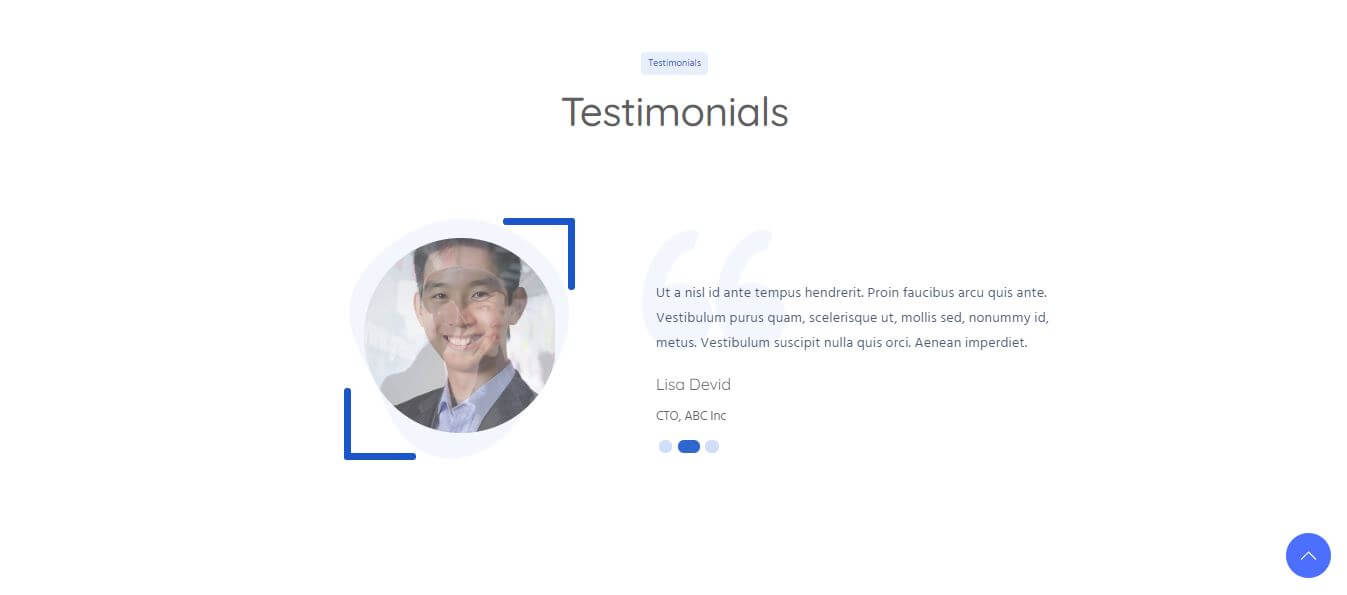 Testimonials
Testimonials
Ut a nisl id ante tempus hendrerit. Proin faucibus arcu quis ante.
Vestibulum purus quam, scelerisque ut, mollis sed, nonummy id,
metus. Vestibulum suscipit nulla quis orci. Aenean imperdiet.
Lisa Devid
CTO, ABC Inc